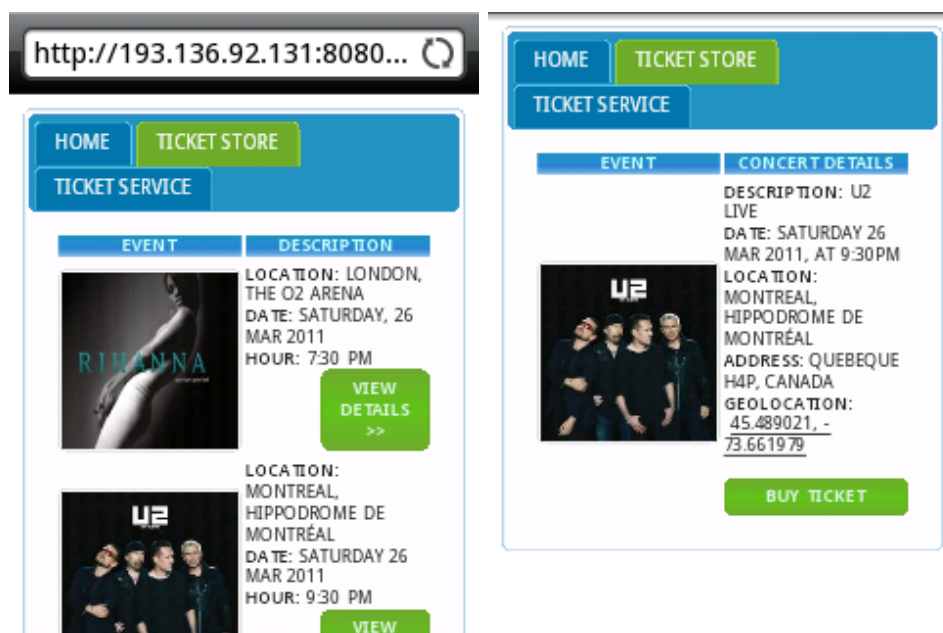 http://193.136.92.131:8080...
HOME
TICKET STORE
TICKET SERVICE
EVENT
DESCRIPTION
RIHANNA
LOCATION: LONDON,
THE O2 ARENA
DATE: SATURDAY, 26
MAR 2011
HOUR: 7:30 PM
VIEW
DETAILS
>>
U2
LOCATION:
MONTREAL,
HIPPODROME DE
MONTRÉAL
DATE: SATURDAY 26
MAR 2011
HOUR: 9:30 PM
VIEW
HOME
TICKET STORE
TICKET SERVICE
EVENT
CONCERT DETAILS
U2
DESCRIPTION: U2
LIVE
DATE: SATURDAY 26
MAR 2011, AT 9:30PM
LOCATION:
MONTREAL,
HIPPODROME DE
MONTRÉAL
ADDRESS: QUEBEQUE
H4P, CANADA
GEOLOCATION:
45.489021, -
73.661979
BUY TICKET